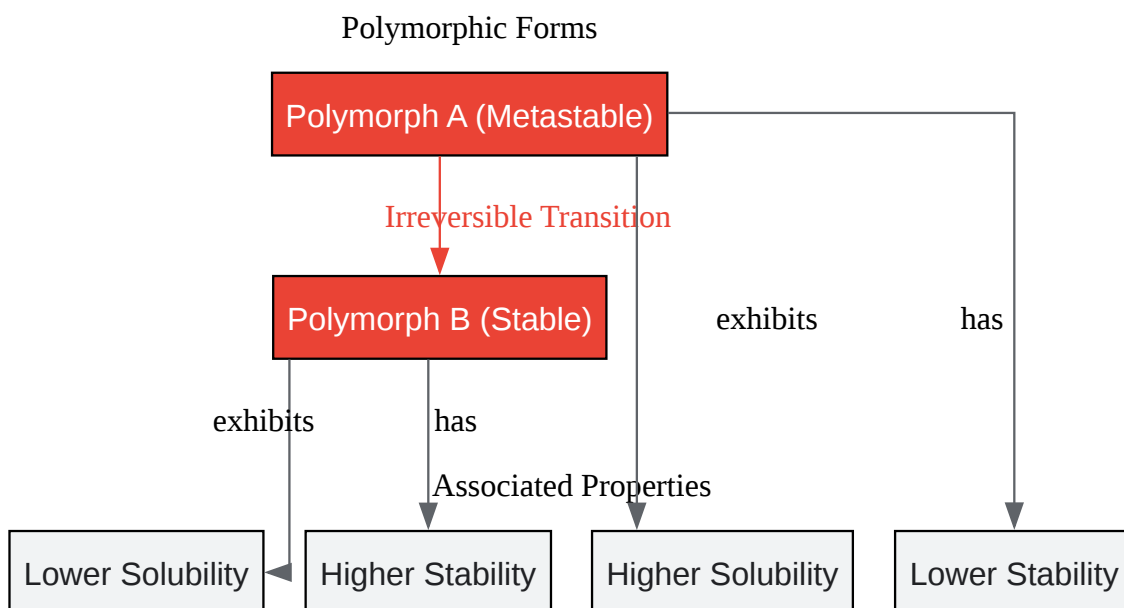 Polymorphic Forms
Polymorph A (Metastable)
Irreversible Transition
Polymorph B (Stable)
exhibits
has
exhibits
has
Associated Properties
Lower Solubility
Higher Stability
Higher Solubility
Lower Stability